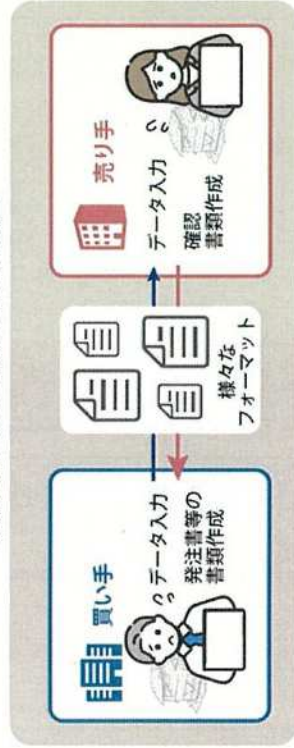 買い手
データ入力
発注書等の
書類作成
様々な
フォーマット
売り手
データ入力
確認
書類作成